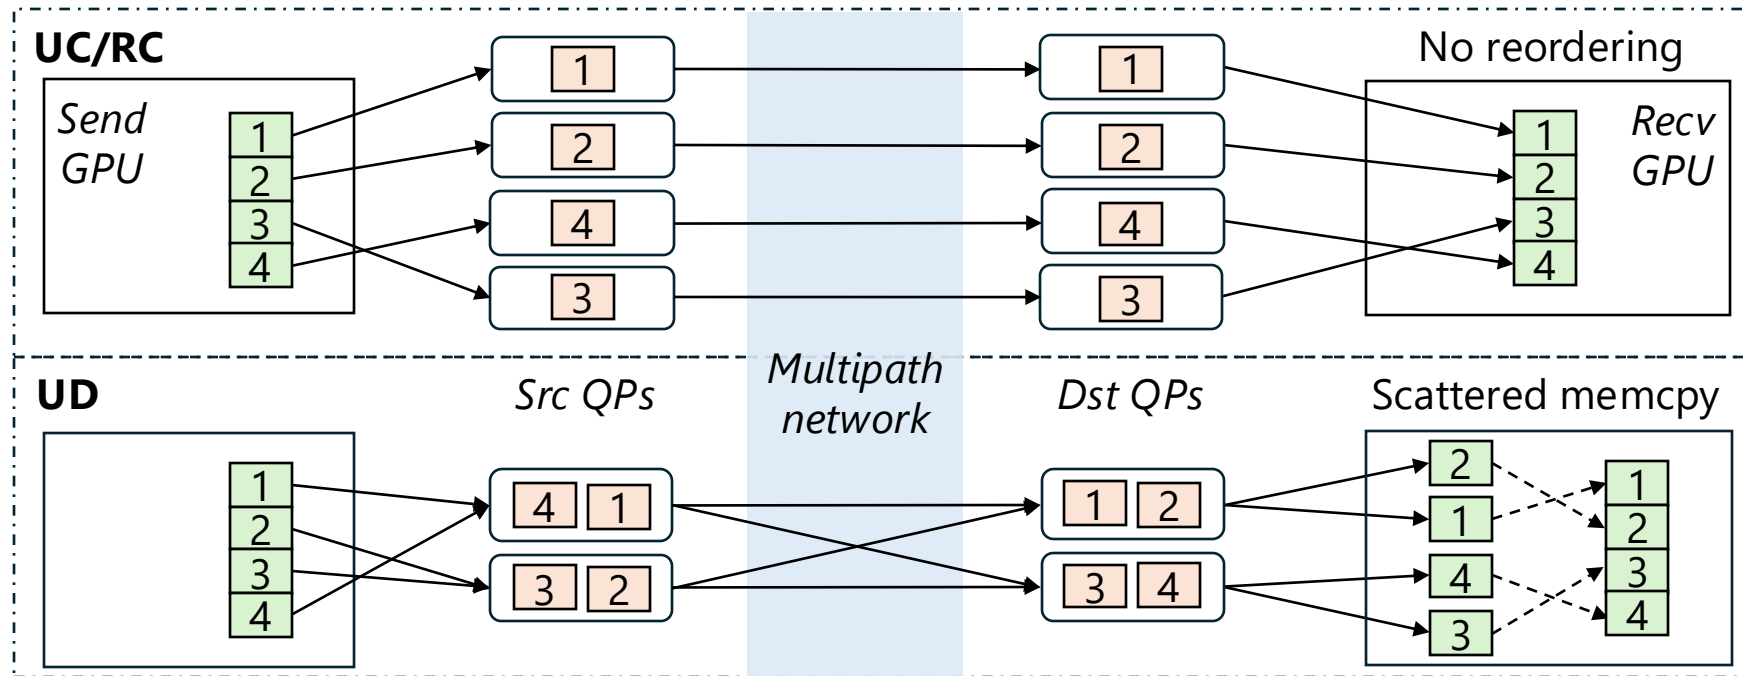 UC/RC
No reordering
Send
GPU
1
2
3
4
1
2
4
3
1
2
4
3
1
2
3
4
Recv
GPU
Multipath
network
UD
Src QPs
Dst QPs
Scattered memcpy
1
2
3
4
4 1
3 2
1 2
3 4
2
1
4
3
1
2
3
4